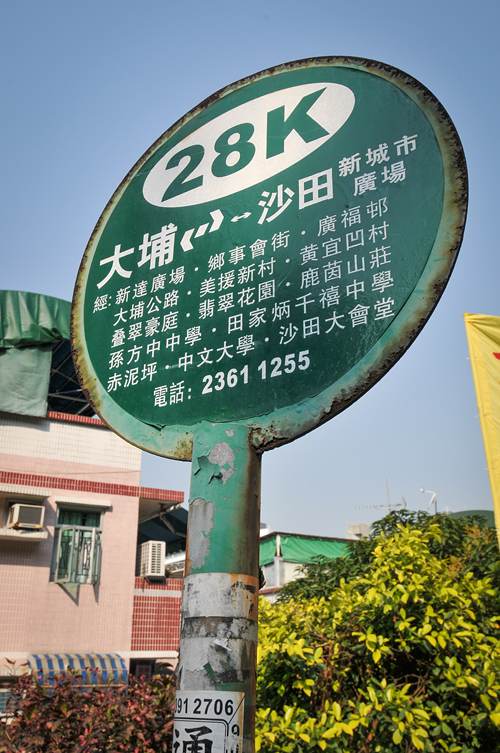 28K
大埔 ↔ 沙田 新城市廣場
經: 新達廣場 · 鄉事會街 · 廣福邨
大埔公路 · 美援新村 · 黃宜凹村
叠翠豪庭 · 翡翠花園 · 鹿茵山莊
孫方中中學 · 田家炳千禧中學
赤泥坪 · 中文大學 · 沙田大會堂
電話: 2361 1255
91 2706
通